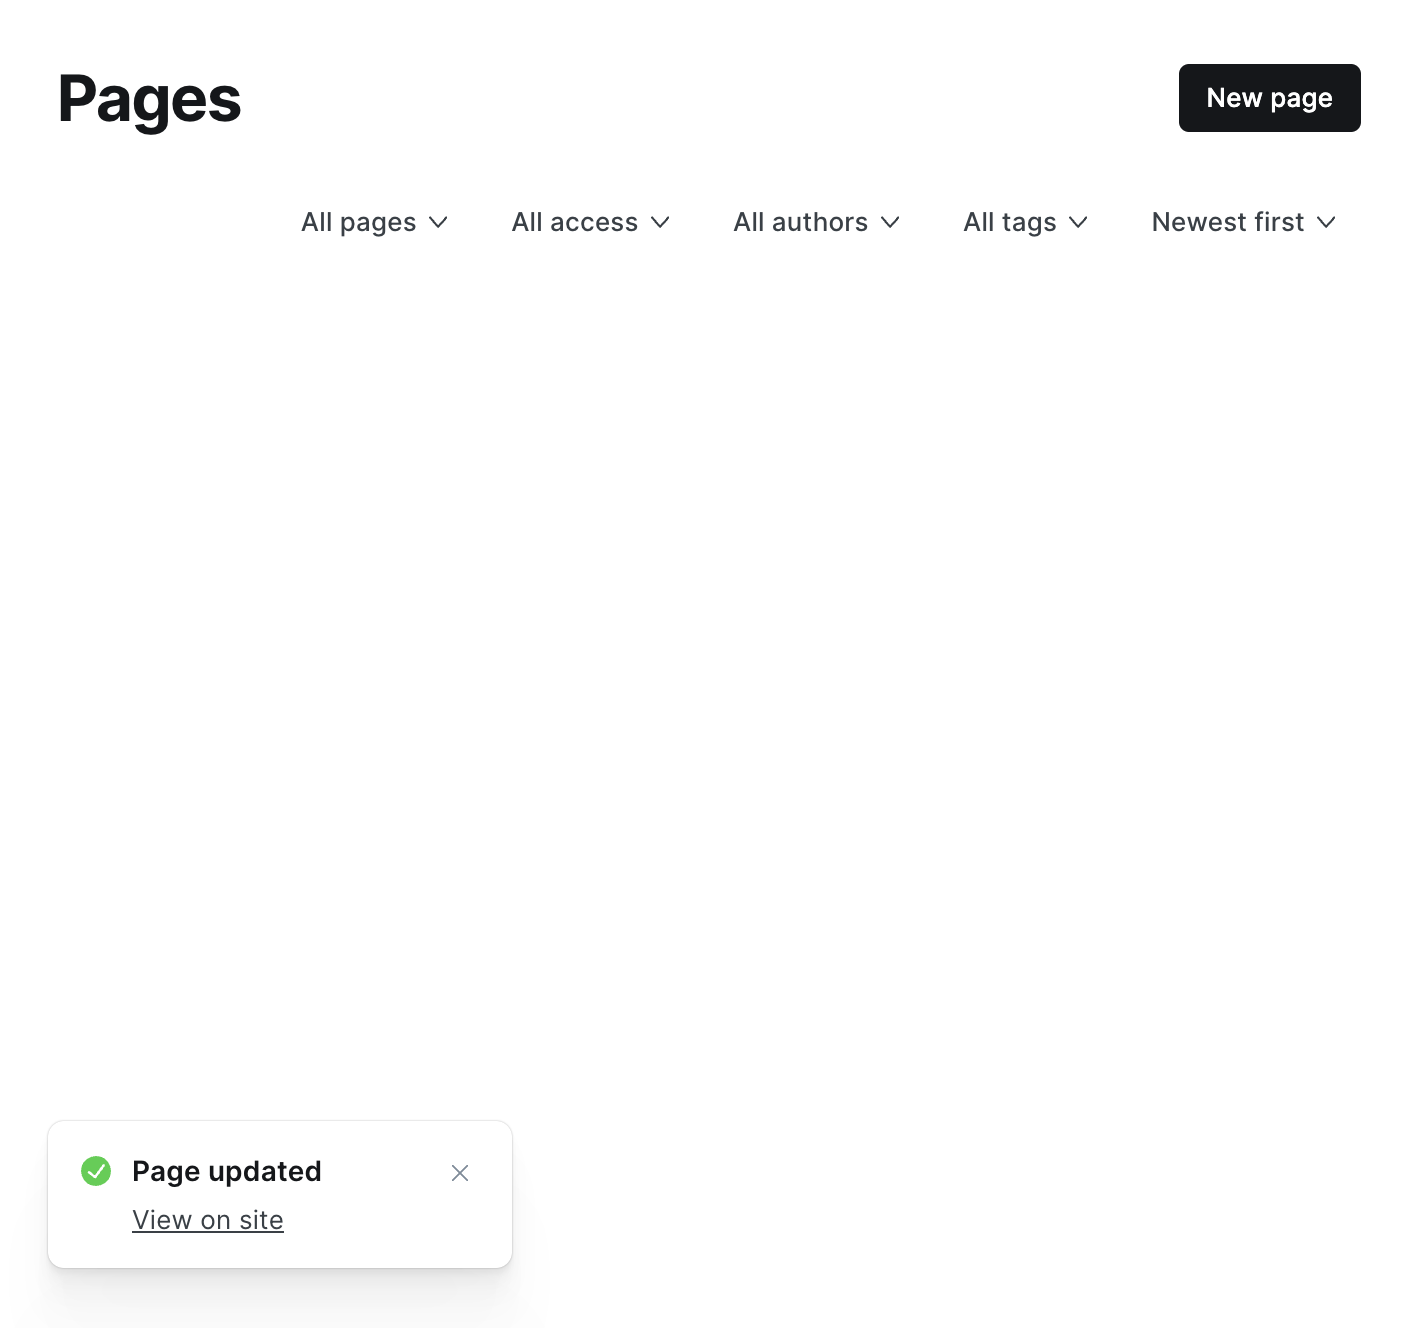 Pages
New page
All pages
All access
All authors
All tags
Newest first
Page updated
View on site